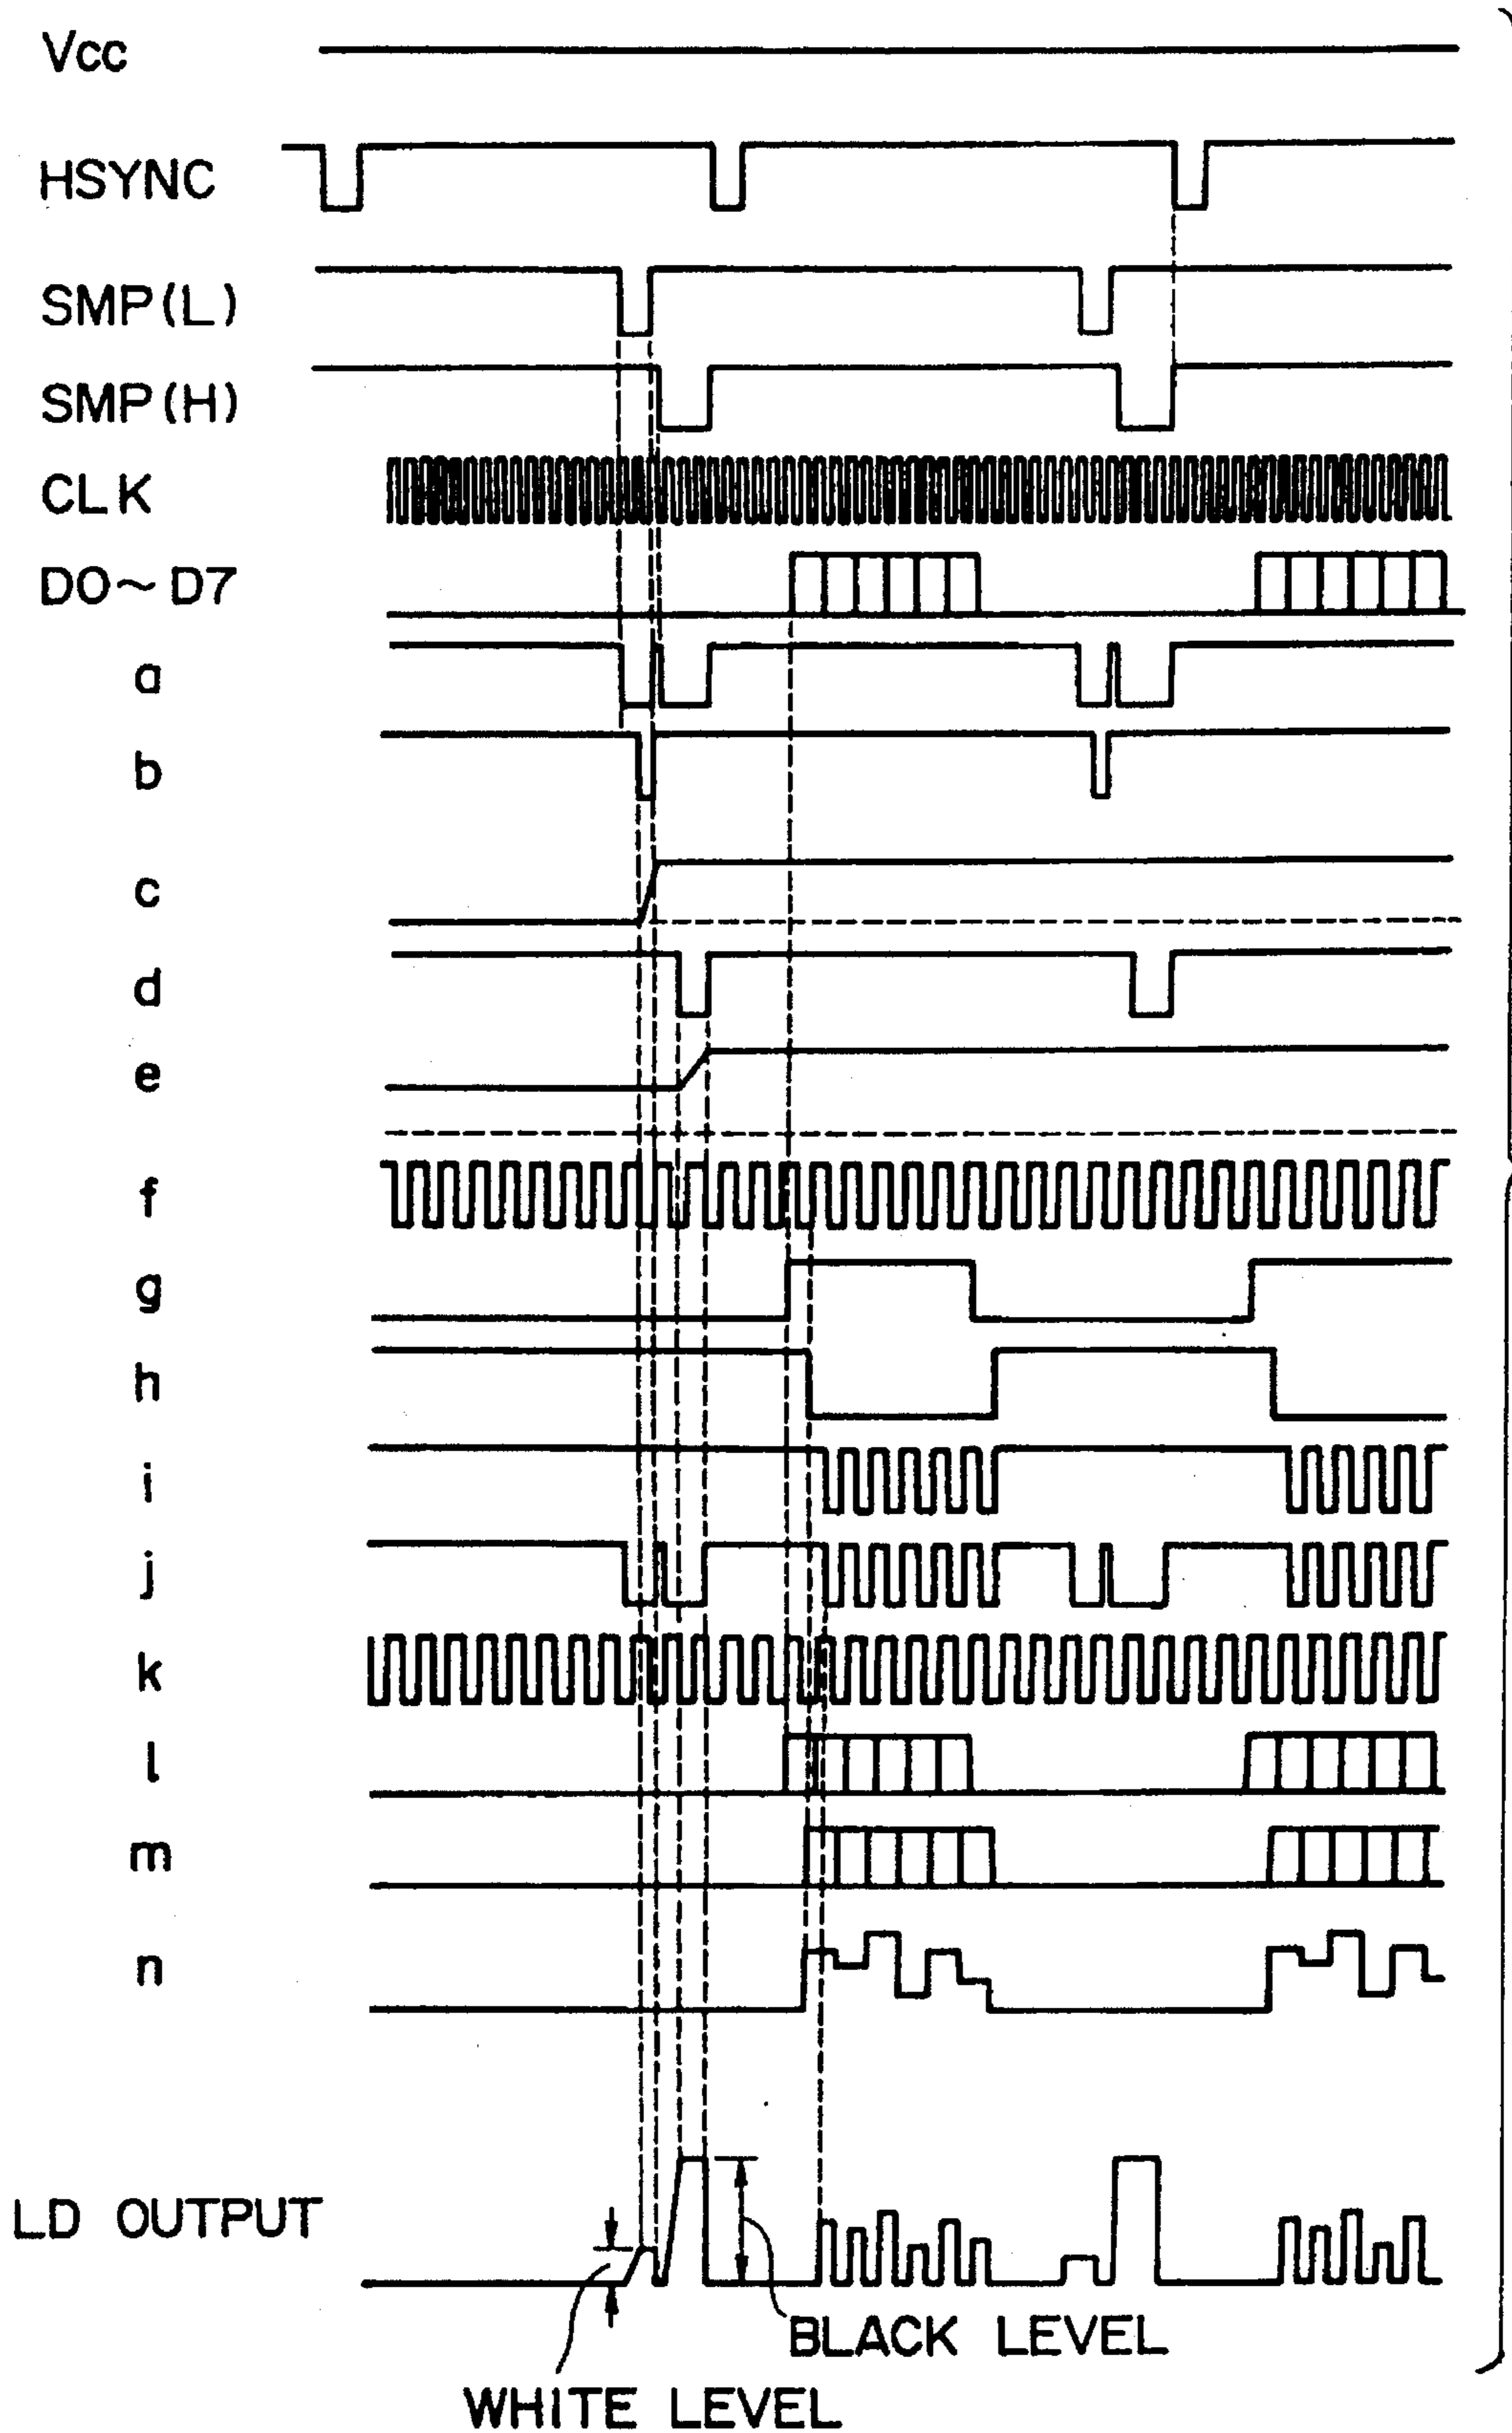 Vcc
HSYNC
SMP(L)
SMP(H)
CLK
D0~D7
a
b
c
d
e
f
g
h
i
j
k
l
m
n
LD OUTPUT
BLACK LEVEL
WHITE LEVEL